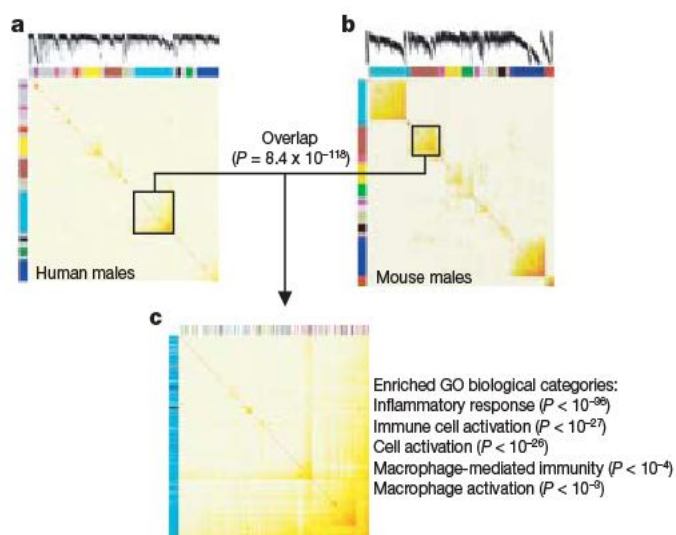 a
b
Overlap
(P = 8.4 x 10⁻¹¹⁸)
Human males
Mouse males
c
Enriched GO biological categories:
Inflammatory response (P < 10⁻³⁶)
Immune cell activation (P < 10⁻²⁷)
Cell activation (P < 10⁻²⁶)
Macrophage-mediated immunity (P < 10⁻⁴)
Macrophage activation (P < 10⁻³)